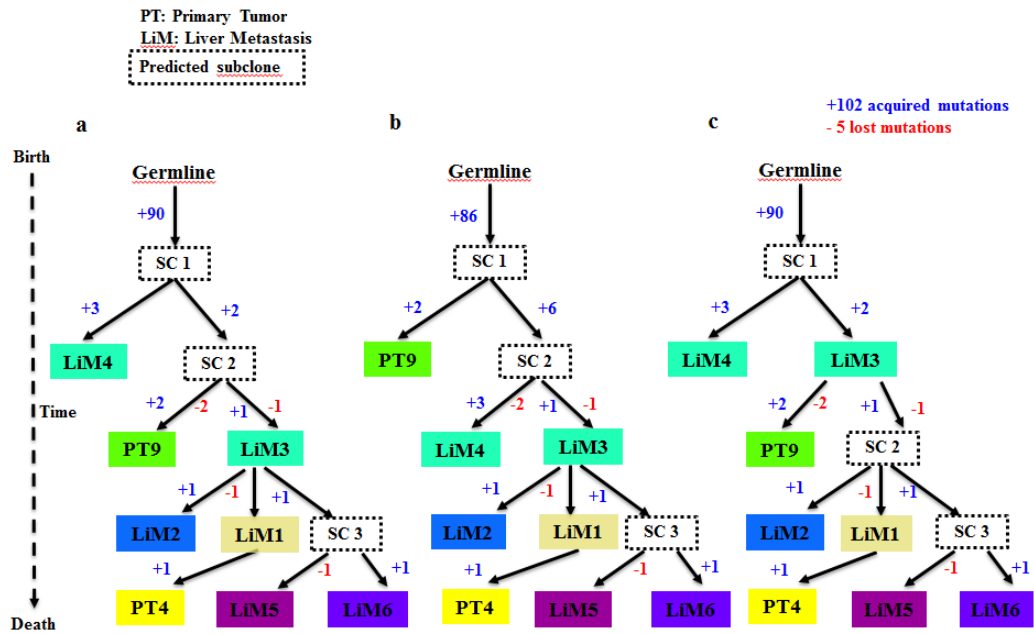 PT: Primary Tumor
LiM: Liver Metastasis
Predicted subclone
+102 acquired mutations
- 5 lost mutations
a
b
c
Birth
Time
Death
Germline
+90
SC 1
+3
+2
LiM4
SC 2
+2
-2
+1
-1
PT9
LiM3
+1
-1
+1
LiM2
LiM1
SC 3
+1
-1
+1
PT4
LiM5
LiM6
Germline
+86
SC 1
+2
+6
PT9
SC 2
+3
-2
+1
-1
LiM4
LiM3
+1
-1
+1
LiM2
LiM1
SC 3
+1
-1
+1
PT4
LiM5
LiM6
Germline
+90
SC 1
+3
+2
LiM4
LiM3
+2
-2
+1
-1
PT9
SC 2
+1
-1
+1
LiM2
LiM1
SC 3
+1
-1
+1
PT4
LiM5
LiM6